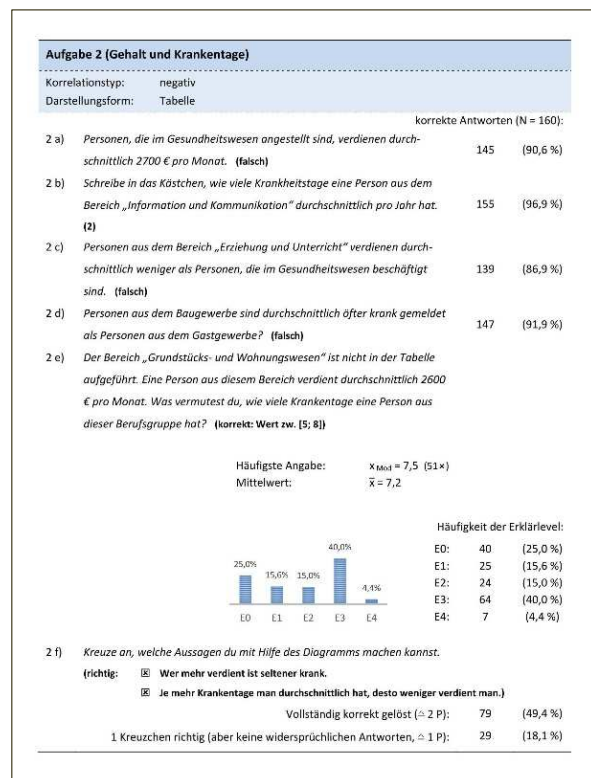 Aufgabe 2 (Gehalt und Krankentage)
Korrelationstyp: negativ
Darstellungsform: Tabelle
korrekte Antworten (N = 160):
2 a) Personen, die im Gesundheitswesen angestellt sind, verdienen durch-
schnittlich 2700 € pro Monat. (falsch) 145 (90,6 %)
2 b) Schreibe in das Kästchen, wie viele Krankheitstage eine Person aus dem
Bereich „Information und Kommunikation“ durchschnittlich pro Jahr hat. 155 (96,9 %)
(2)
2 c) Personen aus dem Bereich „Erziehung und Unterricht“ verdienen durch-
schnittlich weniger als Personen, die im Gesundheitswesen beschäftigt 139 (86,9 %)
sind. (falsch)
2 d) Personen aus dem Baugewerbe sind durchschnittlich öfter krank gemeldet
als Personen aus dem Gastgewerbe? (falsch) 147 (91,9 %)
2 e) Der Bereich „Grundstücks- und Wohnungswesen“ ist nicht in der Tabelle
aufgeführt. Eine Person aus diesem Bereich verdient durchschnittlich 2600
€ pro Monat. Was vermutest du, wie viele Krankentage eine Person aus
dieser Berufsgruppe hat? (korrekt: Wert zw. [5; 8])
Häufigste Angabe: x Mod = 7,5 (51×)
Mittelwert: x̄ = 7,2
Häufigkeit der Erklärlevel:
E0: 40 (25,0 %)
E1: 25 (15,6 %)
E2: 24 (15,0 %)
E3: 64 (40,0 %)
E4: 7 (4,4 %)
25,0% 15,6% 15,0% 40,0% 4,4%
E0 E1 E2 E3 E4
2 f) Kreuze an, welche Aussagen du mit Hilfe des Diagramms machen kannst.
(richtig: ☒ Wer mehr verdient ist seltener krank.
☒ Je mehr Krankentage man durchschnittlich hat, desto weniger verdient man.)
Vollständig korrekt gelöst (≙ 2 P): 79 (49,4 %)
1 Kreuzchen richtig (aber keine widersprüchlichen Antworten, ≙ 1 P): 29 (18,1 %)